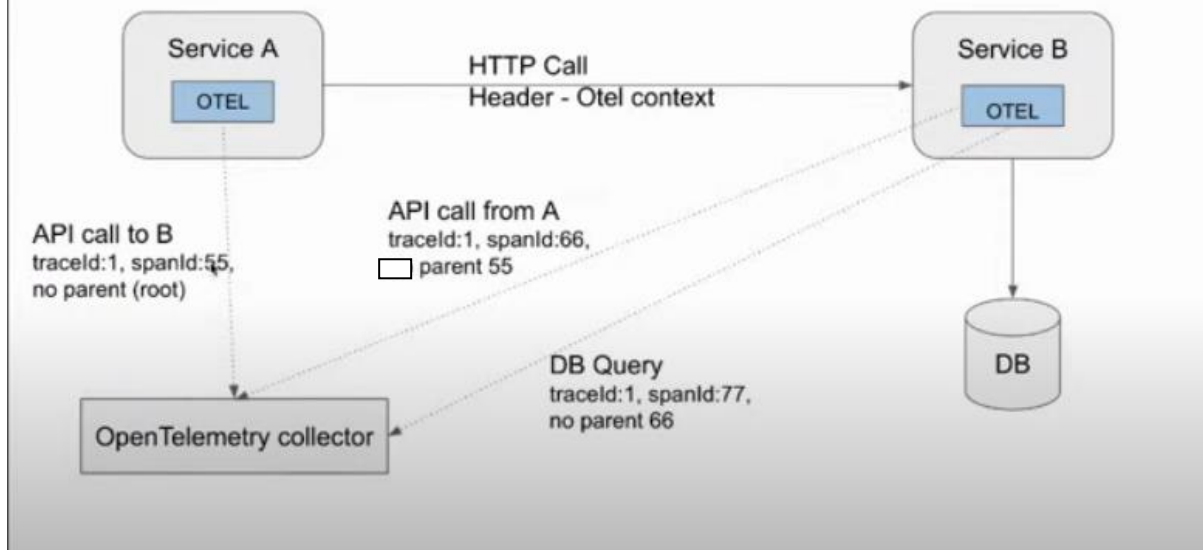 Service A
OTEL
HTTP Call
Header - Otel context
Service B
OTEL
API call to B
traceId:1, spanId:55,
no parent (root)
API call from A
traceId:1, spanId:66,
parent 55
DB Query
traceId:1, spanId:77,
no parent 66
DB
OpenTelemetry collector